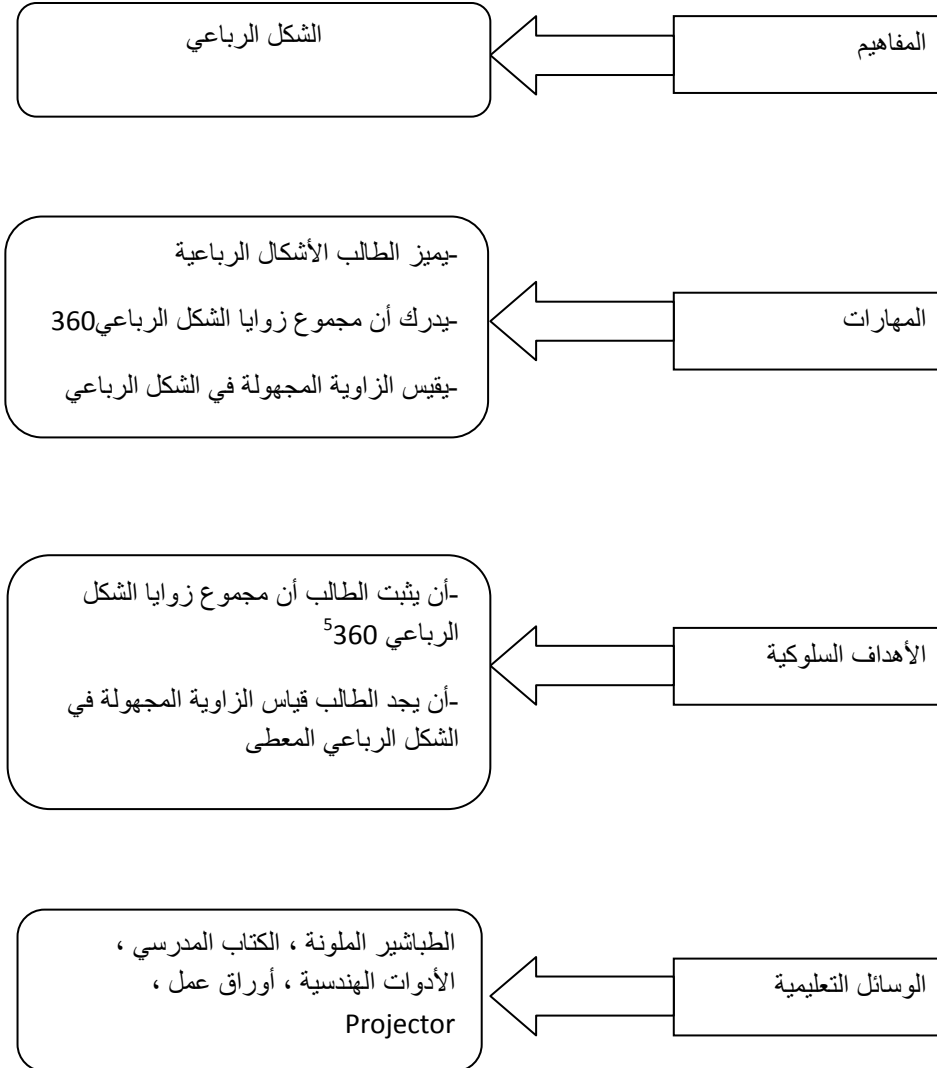 المفاهيم
الشكل الرباعي
المهارات
-يميز الطالب الأشكال الرباعية
-يدرك أن مجموع زوايا الشكل الرباعي360
-يقيس الزاوية المجهولة في الشكل الرباعي
الأهداف السلوكية
-أن يثبت الطالب أن مجموع زوايا الشكل
الرباعي 360⁵
-أن يجد الطالب قياس الزاوية المجهولة في
الشكل الرباعي المعطى
الوسائل التعليمية
الطباشير الملونة ، الكتاب المدرسي ،
الأدوات الهندسية ، أوراق عمل ،
Projector